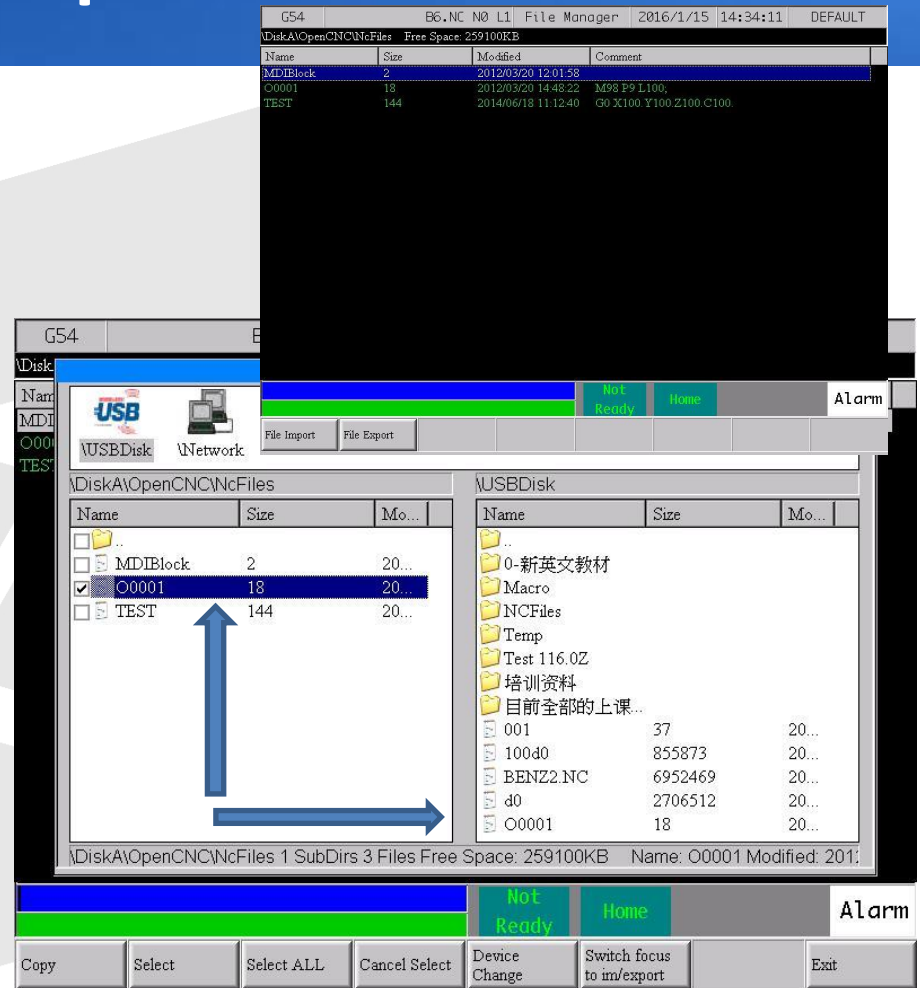 G54 B6.NC N0 L1 File Manager 2016/1/15 14:34:11 DEFAULT
\DiskA\OpenCNC\NcFiles Free Space: 259100KB
Name Size Modified Comment
MDIBlock 2 2012/03/20 12:01:58
O0001 18 2012/03/20 14:48:22 M98 P9 L100;
TEST 144 2014/06/18 11:12:40 G0 X100.Y100.Z100.C100.
Not Ready Home Alarm
File Import File Export
G54
\Disk
Nam
MDI
O000
TES
USB
\USBDisk \Network
\DiskA\OpenCNC\NcFiles
Name Size Mo...
..
MDIBlock 2 20...
O0001 18 20...
TEST 144 20...
\USBDisk
Name Size Mo...
..
0-新英文教材
Macro
NCFiles
Temp
Test 116.0Z
培训资料
目前全部的上课...
001 37 20...
100d0 855873 20...
BENZ2.NC 6952469 20...
d0 2706512 20...
O0001 18 20...
\DiskA\OpenCNC\NcFiles 1 SubDirs 3 Files Free Space: 259100KB Name: O0001 Modified: 201
Not Ready Home Alarm
Copy Select Select ALL Cancel Select Device Change Switch focus to im/export Exit